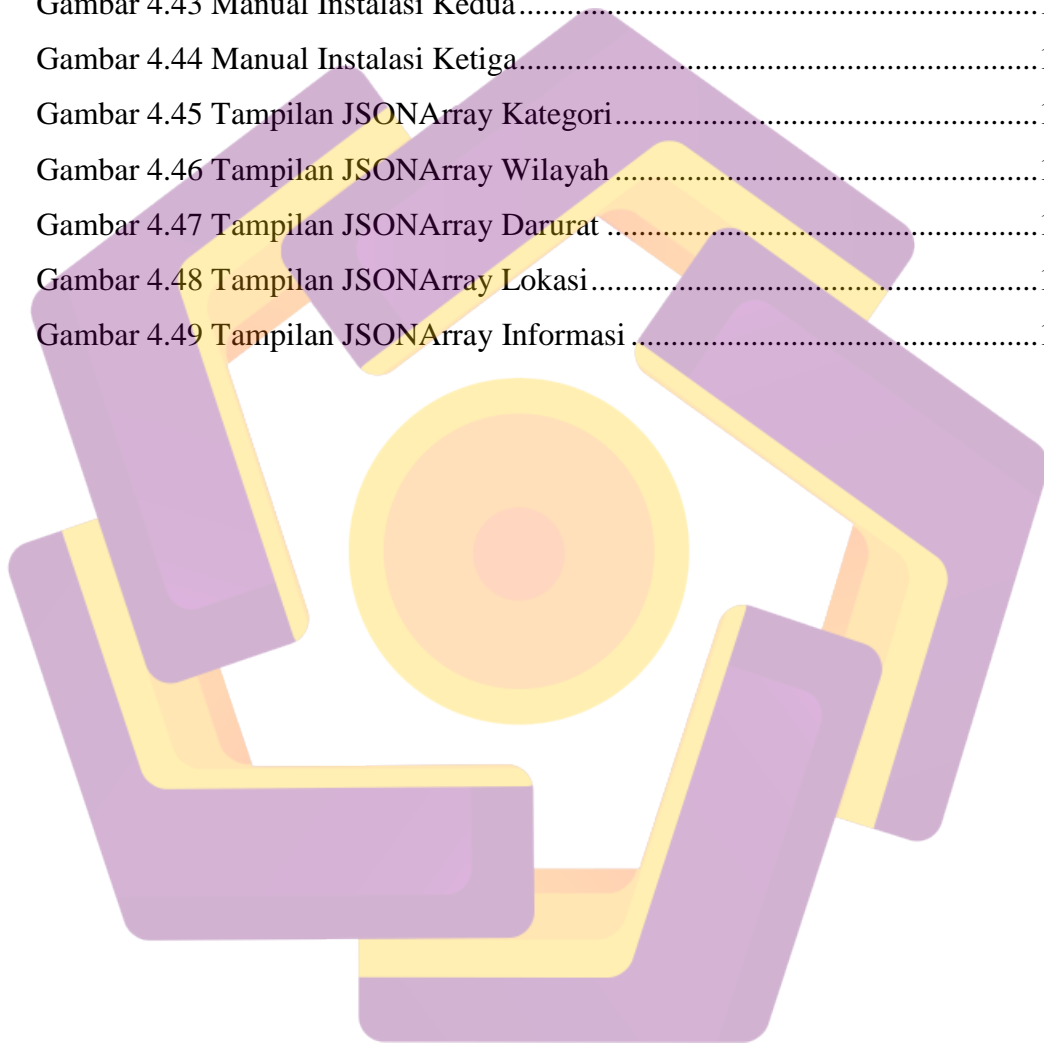 Gambar 4.43 Manual Instalasi Kedua
Gambar 4.44 Manual Instalasi Ketiga
Gambar 4.45 Tampilan JSONArray Kategori
Gambar 4.46 Tampilan JSONArray Wilayah
Gambar 4.47 Tampilan JSONArray Darurat
Gambar 4.48 Tampilan JSONArray Lokasi
Gambar 4.49 Tampilan JSONArray Informasi